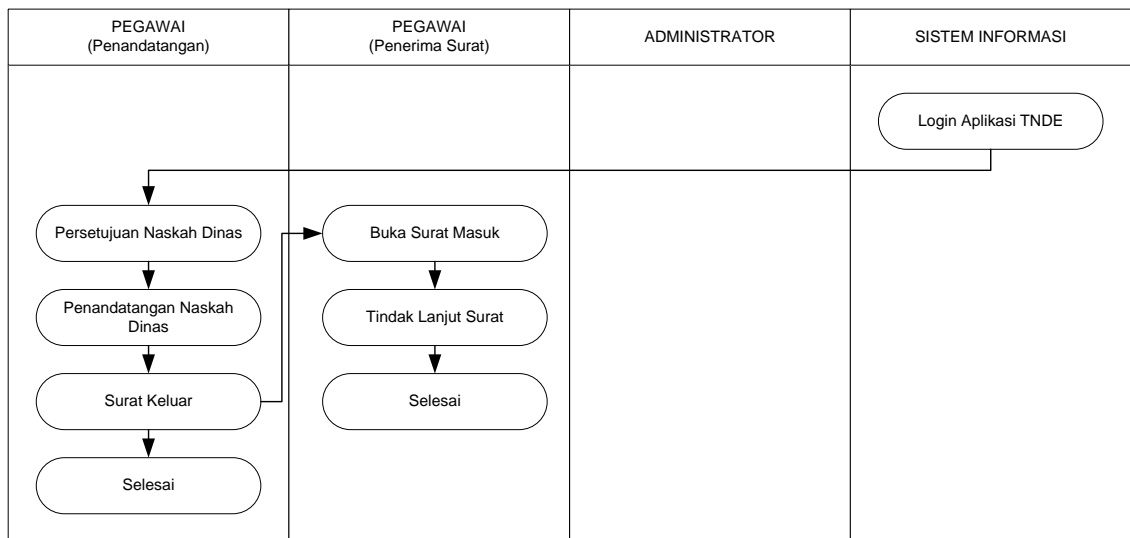 PEGAWAI
(Penandatangan)
PEGAWAI
(Penerima Surat)
ADMINISTRATOR
SISTEM INFORMASI
Login Aplikasi TNDE
Persetujuan Naskah Dinas
Buka Surat Masuk
Penandatangan Naskah
Dinas
Tindak Lanjut Surat
Surat Keluar
Selesai
Selesai